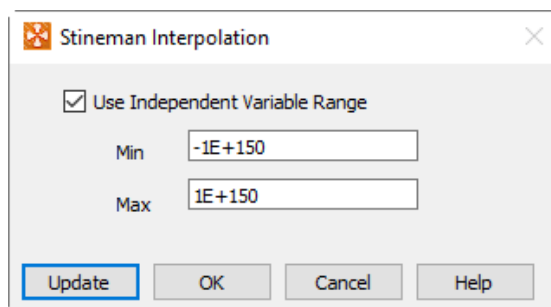 Stineman Interpolation
Use Independent Variable Range
Min -1E+150
Max 1E+150
Update OK Cancel Help